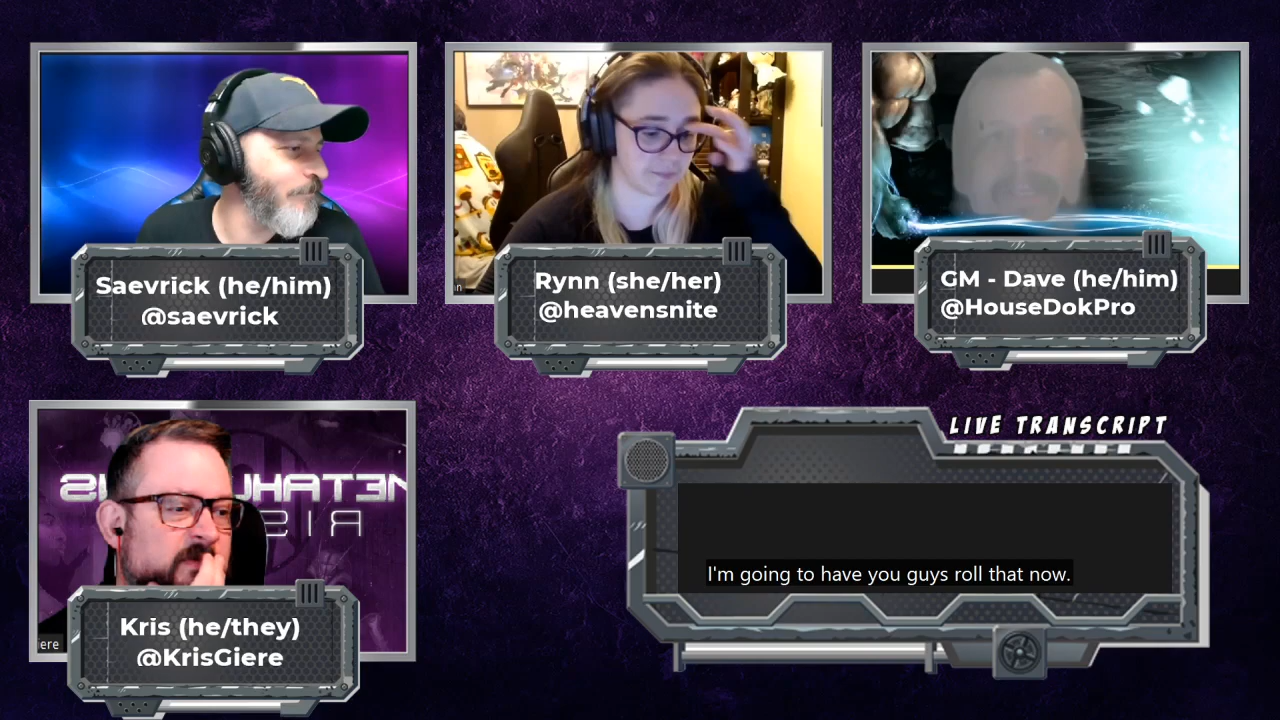 Saevrick (he/him)
@saevrick
Rynn (she/her)
@heavensnite
GM - Dave (he/him)
@HouseDokPro
LIVE TRANSCRIPT
I'm going to have you guys roll that now.
iere
Kris (he/they)
@KrisGiere